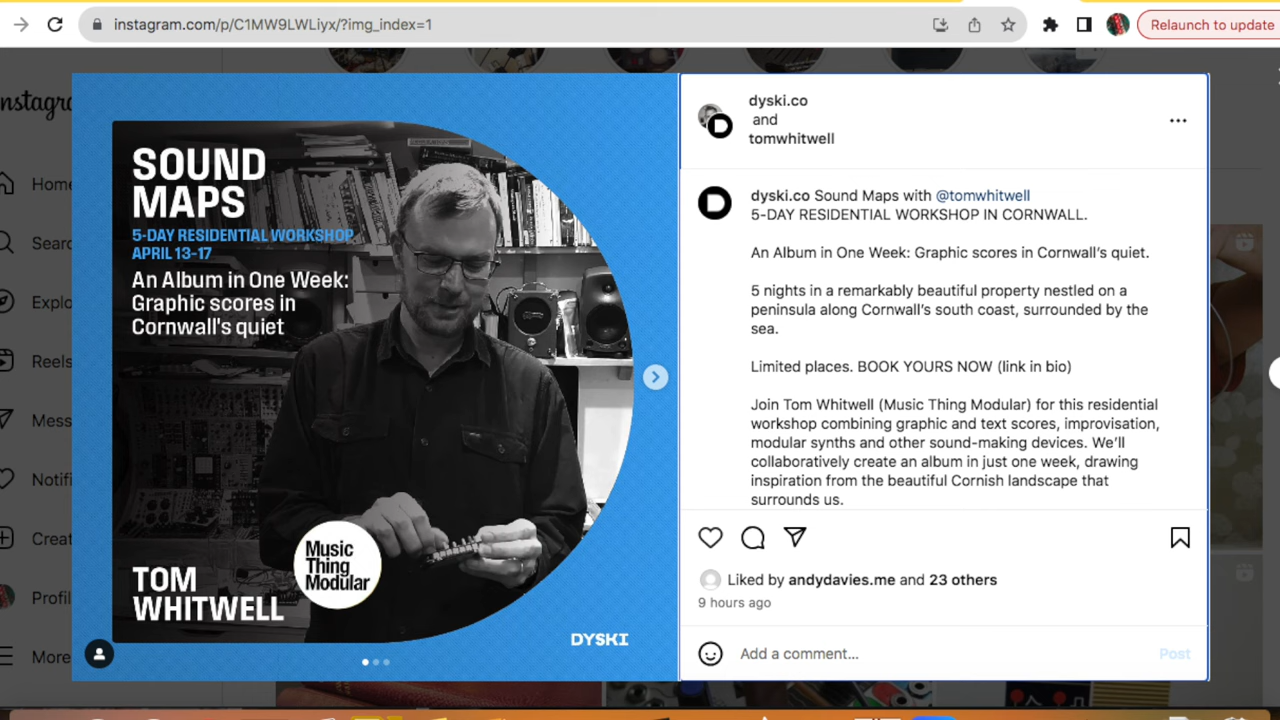 instagram.com/p/C1MW9LWLiyx/?img_index=1
Relaunch to update
Home
Explo
Reels
Mess
Notifi
Profil
More
SOUND
MAPS
5-DAY RESIDENTIAL WORKSHOP
APRIL 13-17
An Album in One Week:
Graphic scores in
Cornwall's quiet
Music
Thing
Modular
TOM
WHITWELL
DYSKI
dyski.co
and
tomwhitwell
dyski.co Sound Maps with @tomwhitwell
5-DAY RESIDENTIAL WORKSHOP IN CORNWALL.
An Album in One Week: Graphic scores in Cornwall's quiet.
5 nights in a remarkably beautiful property nestled on a
peninsula along Cornwall's south coast, surrounded by the
sea.
Limited places. BOOK YOURS NOW (link in bio)
Join Tom Whitwell (Music Thing Modular) for this residential
workshop combining graphic and text scores, improvisation,
modular synths and other sound-making devices. We'll
collaboratively create an album in just one week, drawing
inspiration from the beautiful Cornish landscape that
surrounds us.
Liked by andydavies.me and 23 others
9 hours ago
Add a comment...
Post